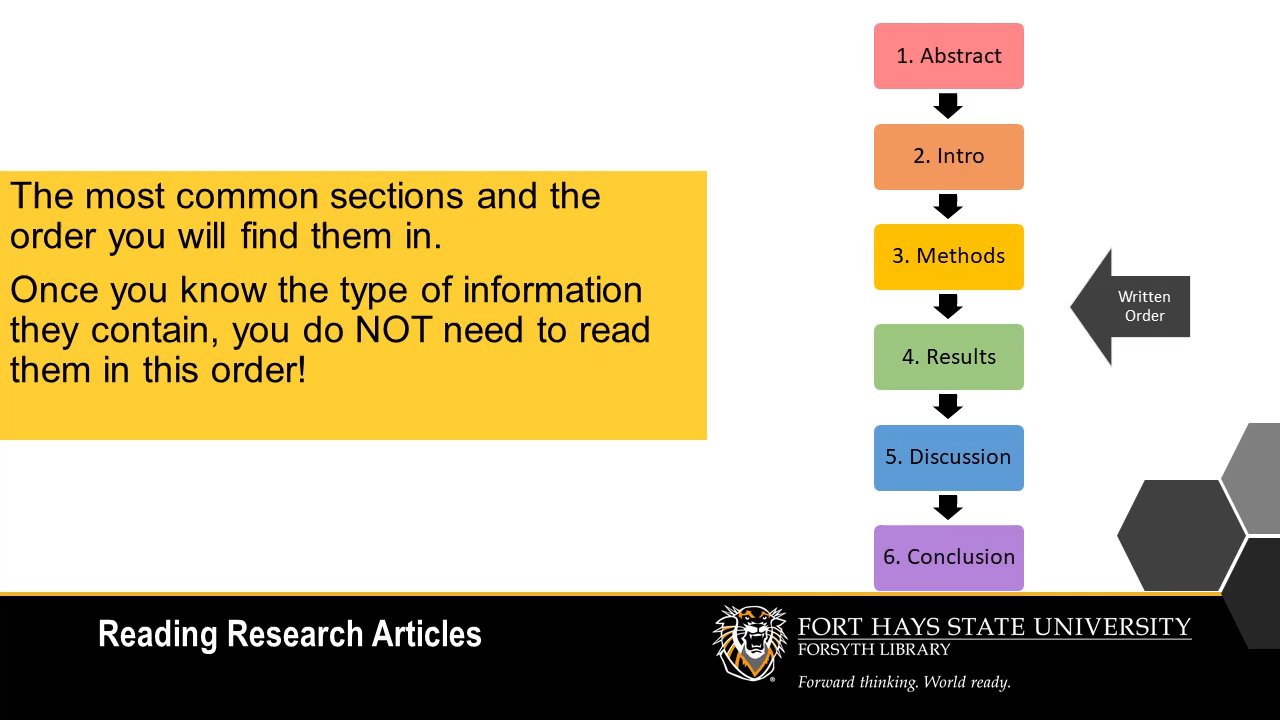 The most common sections and the
order you will find them in.
Once you know the type of information
they contain, you do NOT need to read
them in this order!
1. Abstract
2. Intro
3. Methods
4. Results
5. Discussion
6. Conclusion
Written
Order
Reading Research Articles
FORT HAYS STATE UNIVERSITY
FORSYTH LIBRARY
Forward thinking. World ready.
®